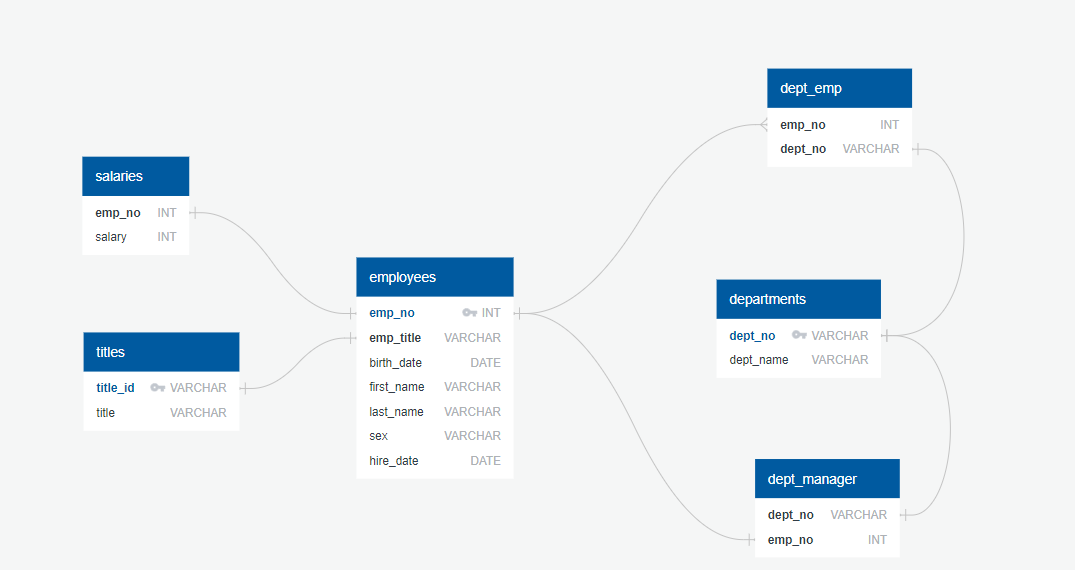 dept_emp
emp_no INT
dept_no VARCHAR
salaries
emp_no INT
salary INT
employees
emp_no INT
emp_title VARCHAR
birth_date DATE
first_name VARCHAR
last_name VARCHAR
sex VARCHAR
hire_date DATE
departments
dept_no VARCHAR
dept_name VARCHAR
titles
title_id VARCHAR
title VARCHAR
dept_manager
dept_no VARCHAR
emp_no INT